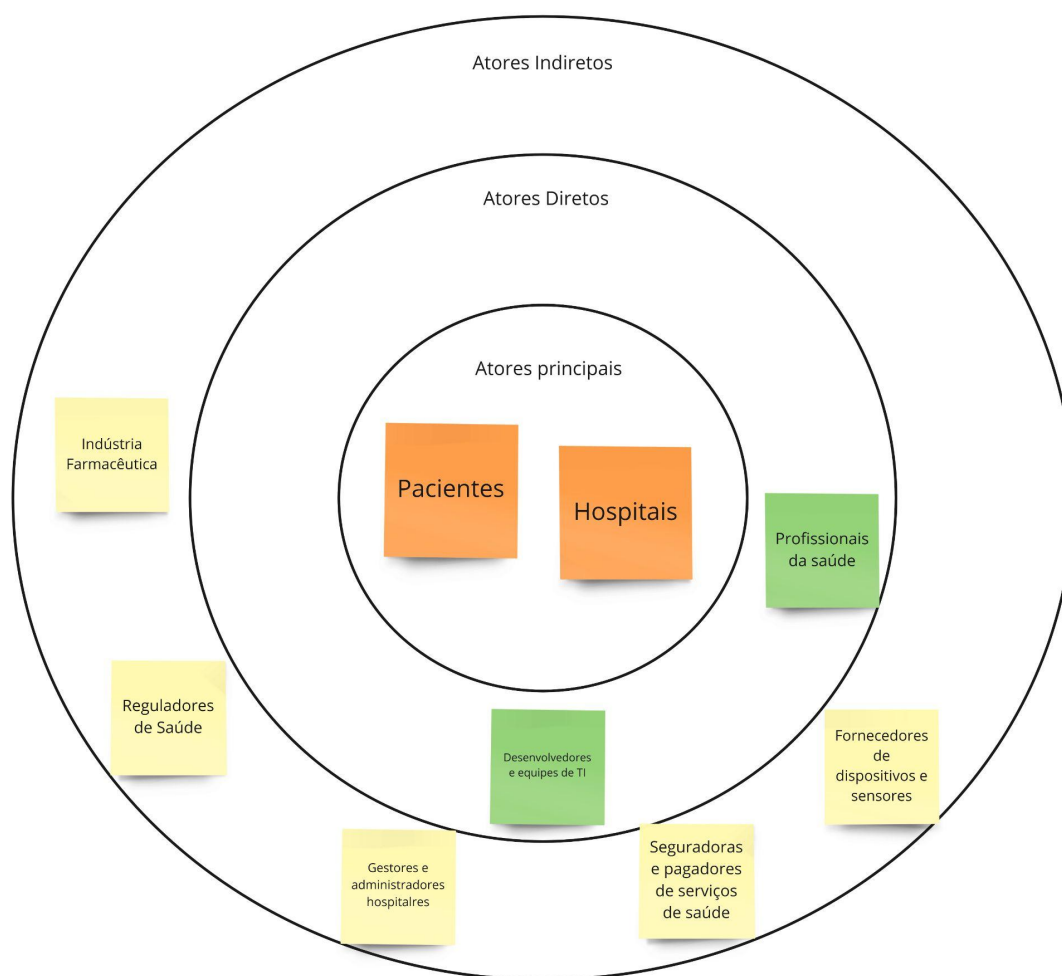 Atores Indiretos
Atores Diretos
Atores principais
Indústria
Farmacêutica
Pacientes
Hospitais
Profissionais
da saúde
Reguladores
de Saúde
Desenvolvedores
e equipes de TI
Fornecedores
de
dispositivos e
sensores
Gestores e
administradores
hospitalres
Seguradoras
e pagadores
de serviços
de saúde